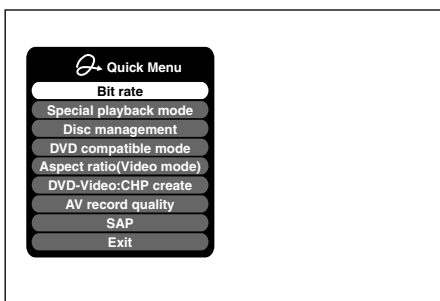 Quick Menu
Bit rate
Special playback mode
Disc management
DVD compatible mode
Aspect ratio(Video mode)
DVD-Video:CHP create
AV record quality
SAP
Exit